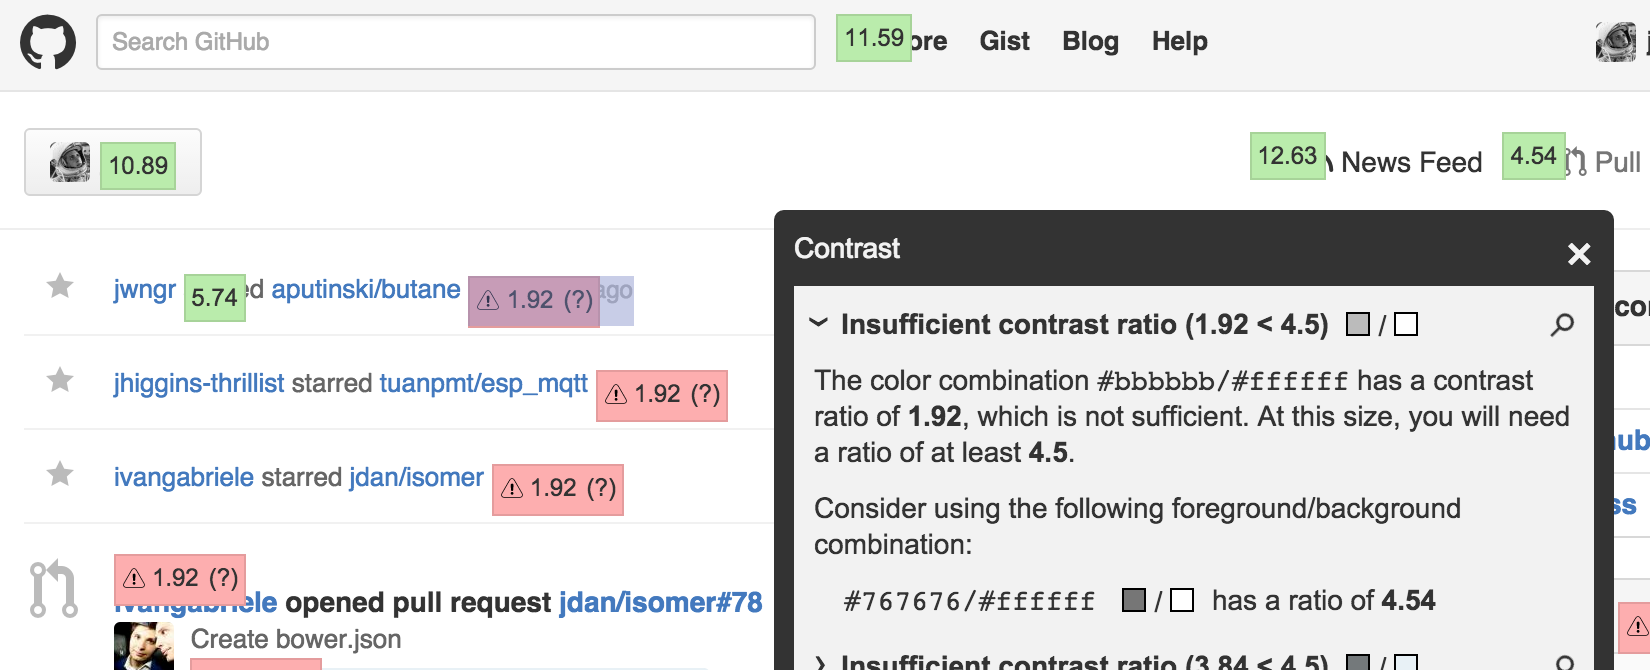 Search GitHub
11.59 ore Gist Blog Help
10.89
12.63 News Feed 4.54 Pull
Contrast
jwngr 5.74 ed aputinski/butane 1.92 (?) ago
Insufficient contrast ratio (1.92 < 4.5) /
The color combination #bbbbbb/#ffffff has a contrast
ratio of 1.92, which is not sufficient. At this size, you will need
a ratio of at least 4.5.
jhiggins-thrillist starred tuanpmt/esp_mqtt 1.92 (?)
ivangabriele starred jdan/isomer 1.92 (?)
Consider using the following foreground/background
combination:
#767676/#ffffff / has a ratio of 4.54
1.92 (?)
ivangabriele opened pull request jdan/isomer#78
Create bower.json
Insufficient contrast ratio (3.84 < 4.5) /